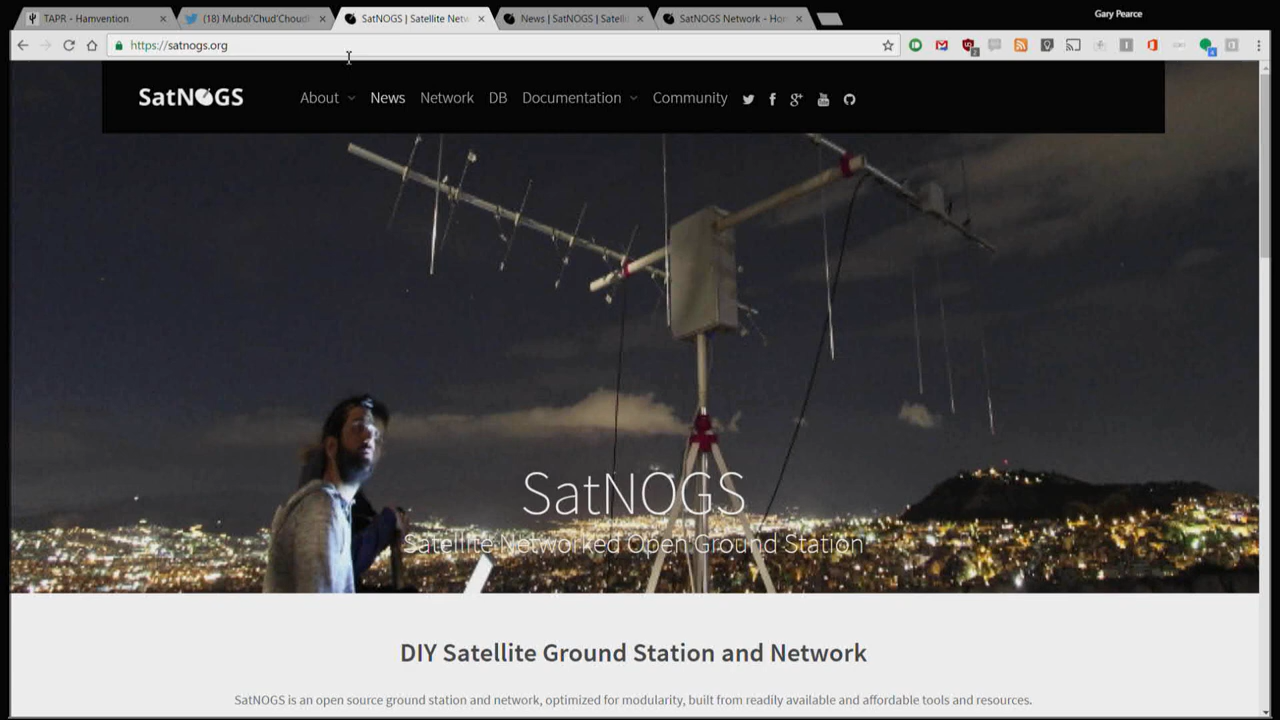 TAPR - Hamvention
(18) Mubdi'Chud'Choudh
SatNOGS | Satellite Netw
News | SatNOGS | Satelli
SatNOGS Network - Hom
Gary Pearce
https://satnogs.org
SatNOGS
About
News
Network
DB
Documentation
Community
SatNOGS
Satellite Networked Open Ground Station
DIY Satellite Ground Station and Network
SatNOGS is an open source ground station and network, optimized for modularity, built from readily available and affordable tools and resources.